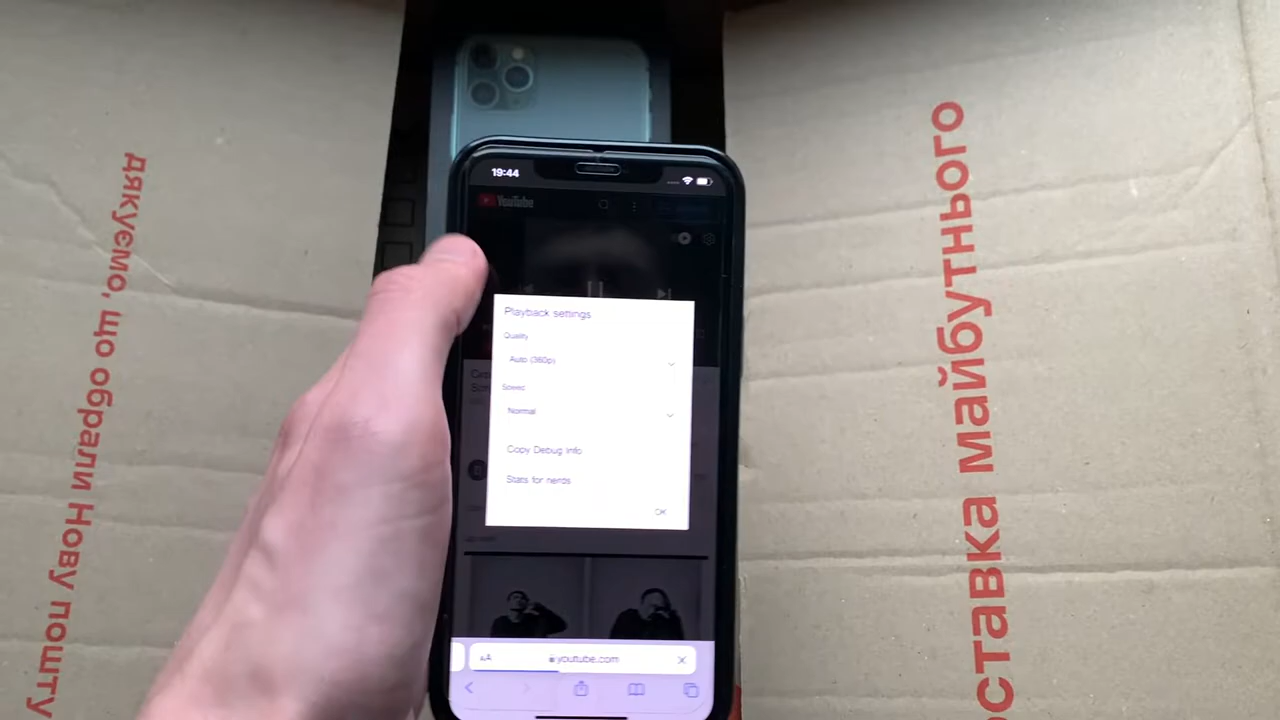 дякуємо, що обрали Нову пошту
19:44
YouTube
Playback settings
Quality
Auto (360p)
Speed
Normal
Copy Debug Info
Stats for nerds
OK
AA
youtube.com
оставка майбутнього